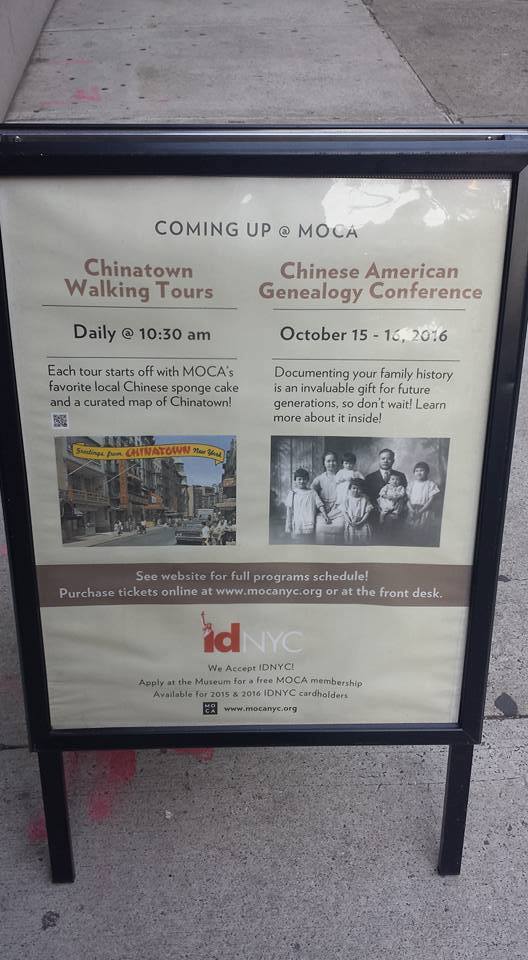 COMING UP @ MOCA
Chinatown
Walking Tours
Daily @ 10:30 am
Each tour starts off with MOCA's
favorite local Chinese sponge cake
and a curated map of Chinatown!
Greetings from CHINATOWN New York
Chinese American
Genealogy Conference
October 15 - 16, 2016
Documenting your family history
is an invaluable gift for future
generations, so don't wait! Learn
more about it inside!
See website for full programs schedule!
Purchase tickets online at www.mocanyc.org or at the front desk.
idNYC
We Accept IDNYC!
Apply at the Museum for a free MOCA membership
Available for 2015 & 2016 IDNYC cardholders
MO
CA
www.mocanyc.org